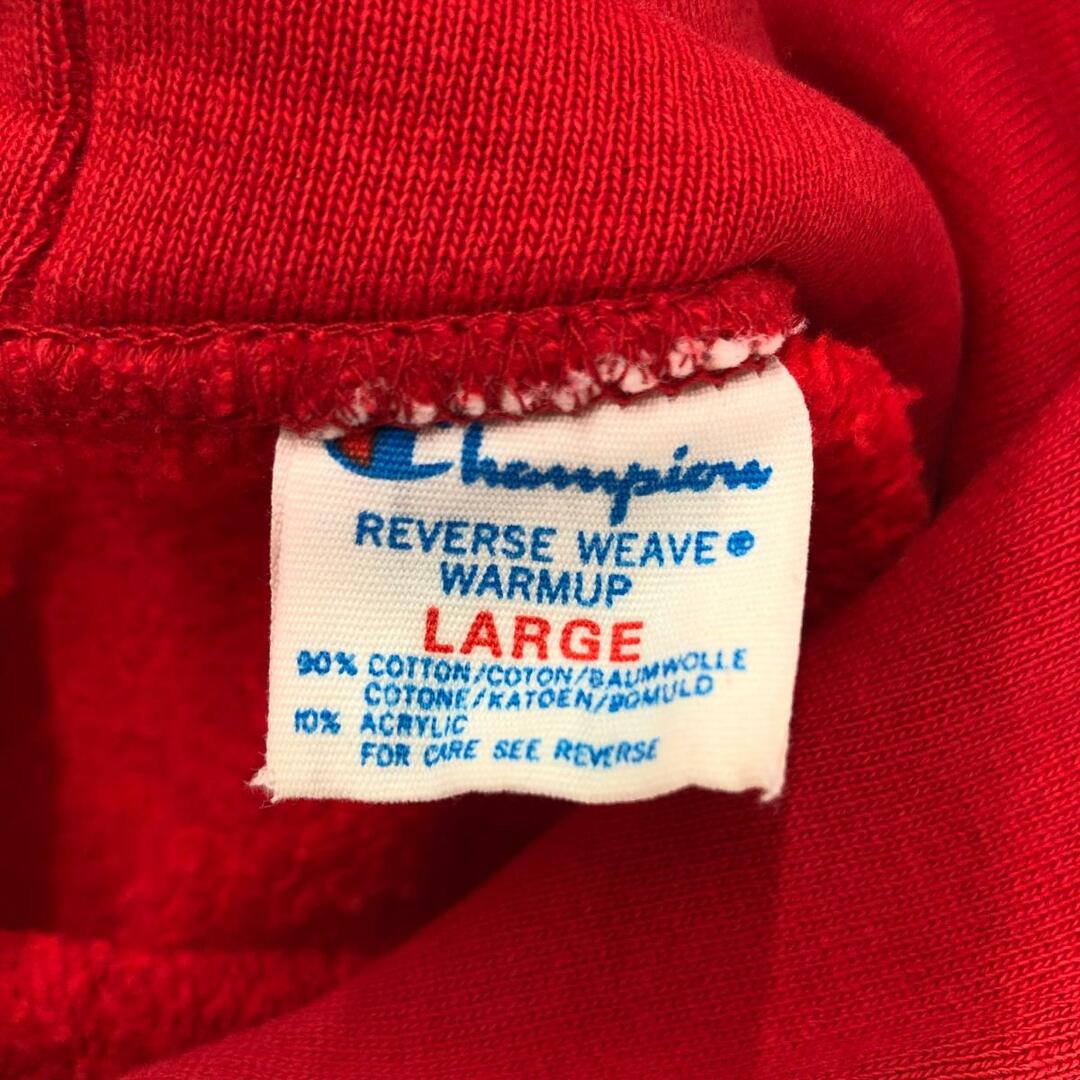 Champion
REVERSE WEAVE®
WARMUP
LARGE
90% COTTON/COTON/BAUMWOLLE
COTONE/KATOEN/BOMULD
10% ACRYLIC
FOR CARE SEE REVERSE